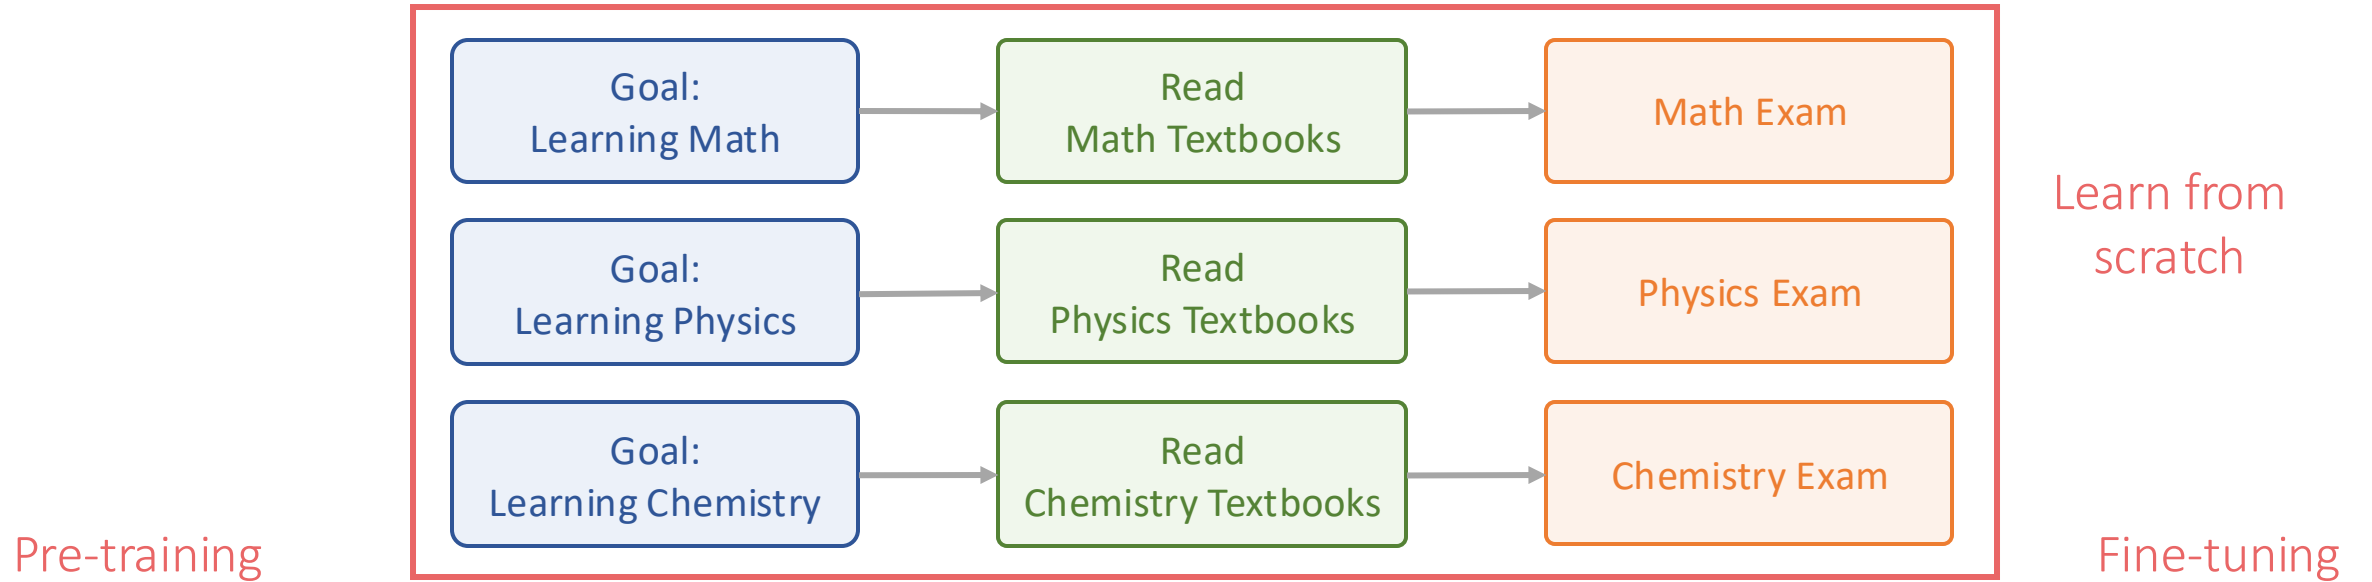 Goal:
Learning Math
Read
Math Textbooks
Math Exam
Goal:
Learning Physics
Read
Physics Textbooks
Physics Exam
Goal:
Learning Chemistry
Read
Chemistry Textbooks
Chemistry Exam
Learn from
scratch
Pre-training
Fine-tuning